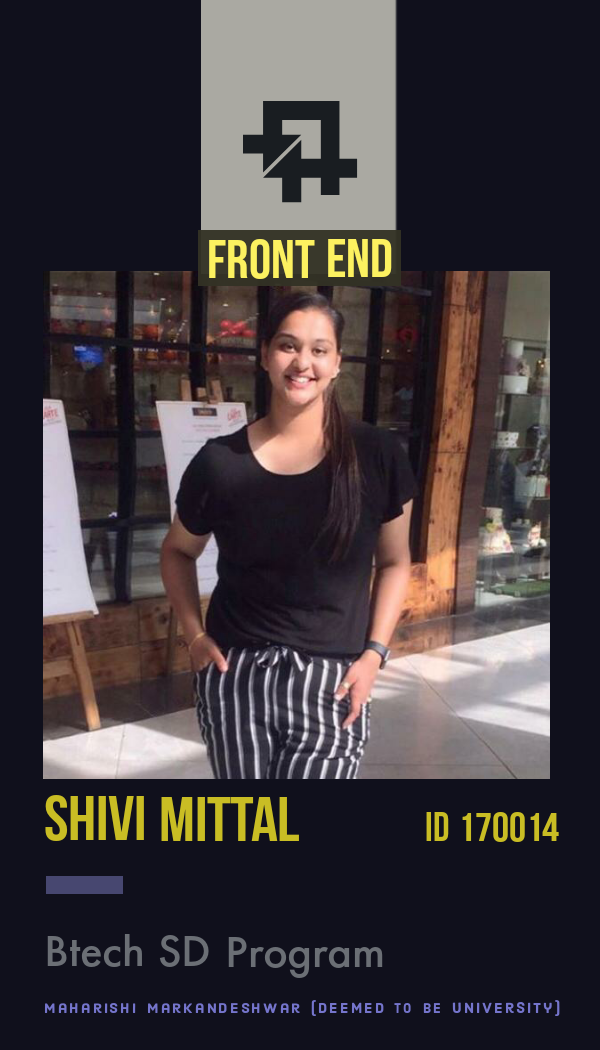 FRONT END
SHIVI MITTAL
ID 170014
Btech SD Program
MAHARISHI MARKANDESHWAR (DEEMED TO BE UNIVERSITY)